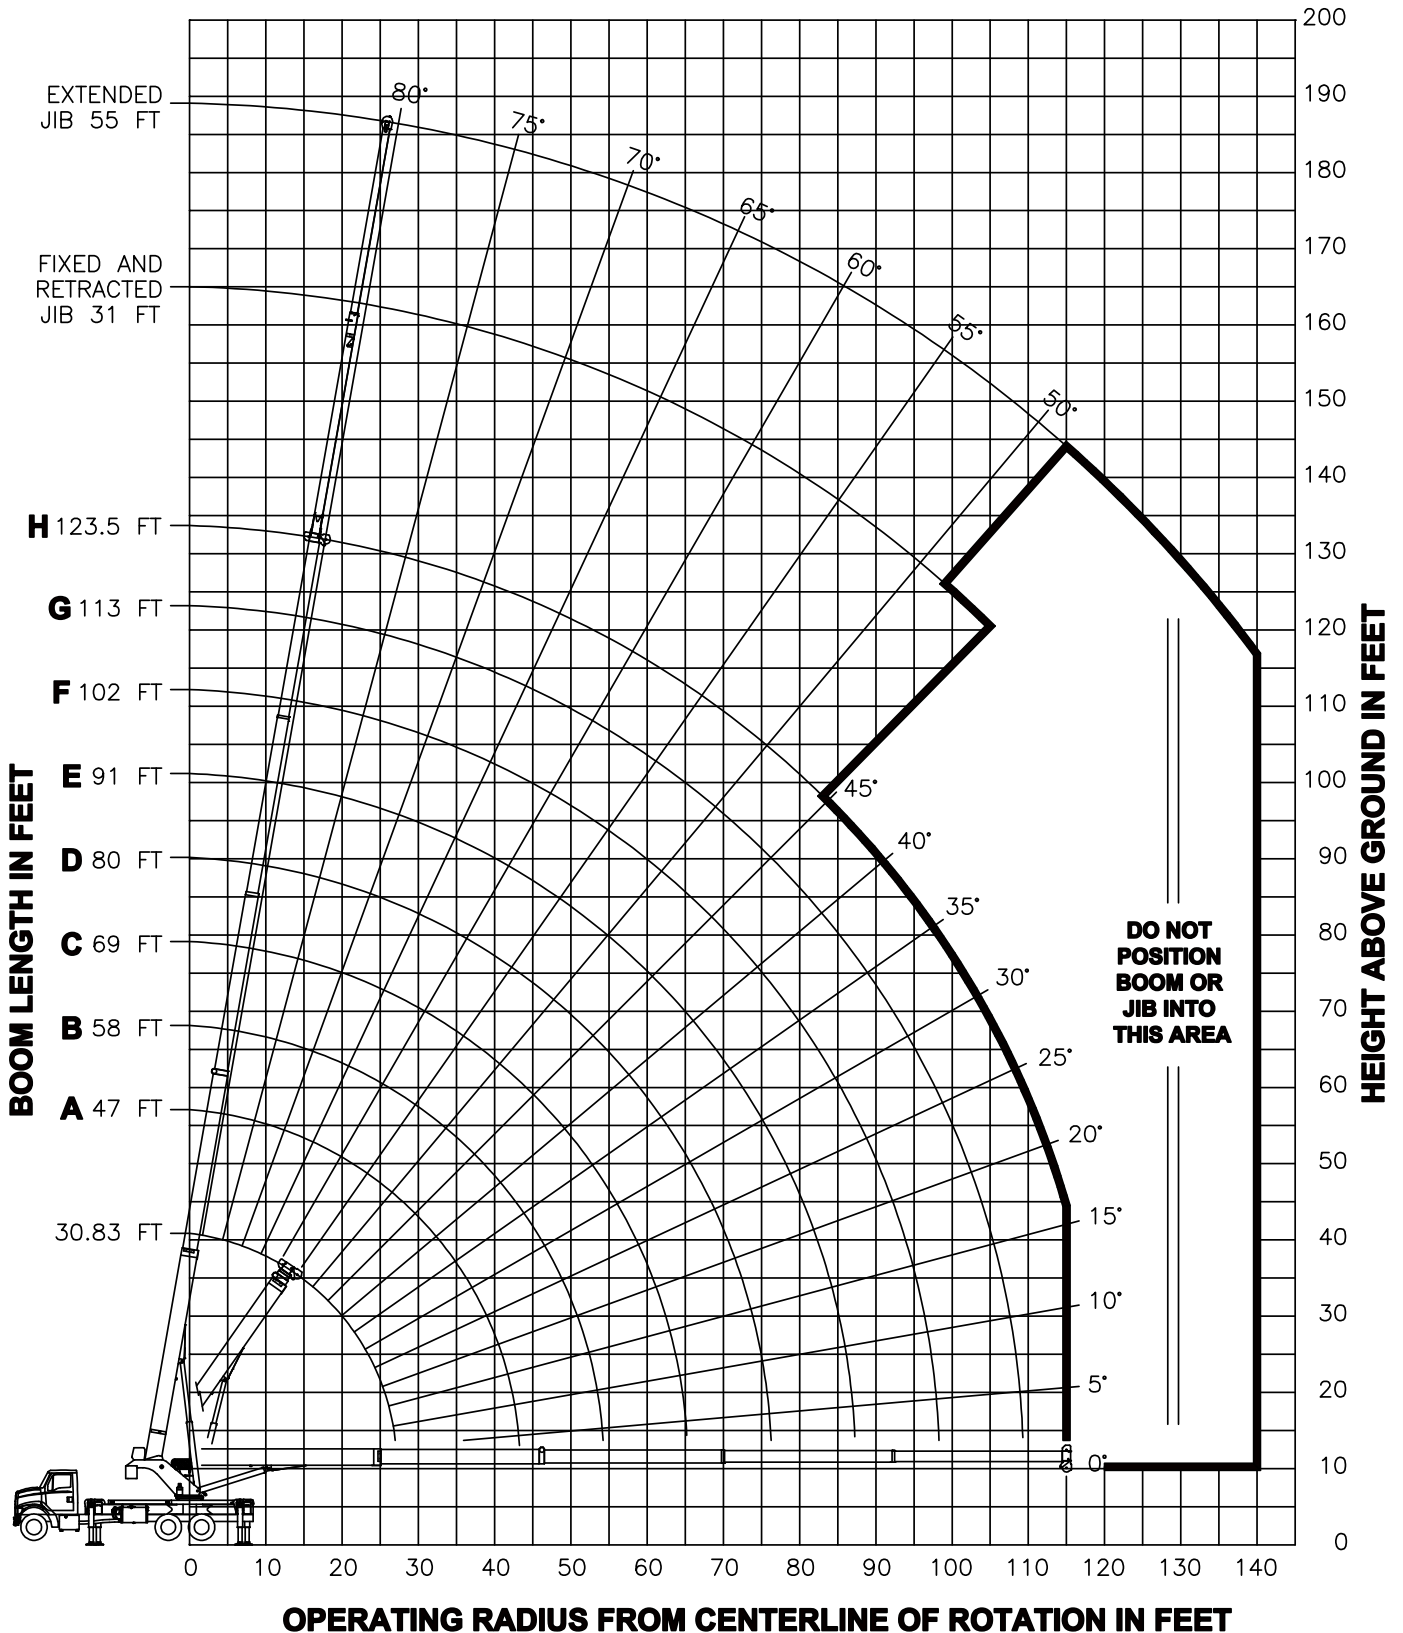 EXTENDED
JIB 55 FT
FIXED AND
RETRACTED
JIB 31 FT
H 123.5 FT
G 113 FT
F 102 FT
E 91 FT
D 80 FT
C 69 FT
B 58 FT
A 47 FT
30.83 FT
BOOM LENGTH IN FEET
80°
75°
70°
65°
60°
55°
50°
45°
40°
35°
30°
25°
20°
15°
10°
5°
0°
DO NOT
POSITION
BOOM OR
JIB INTO
THIS AREA
200
190
180
170
160
150
140
130
120
110
100
90
80
70
60
50
40
30
20
10
0
HEIGHT ABOVE GROUND IN FEET
0 10 20 30 40 50 60 70 80 90 100 110 120 130 140
OPERATING RADIUS FROM CENTERLINE OF ROTATION IN FEET